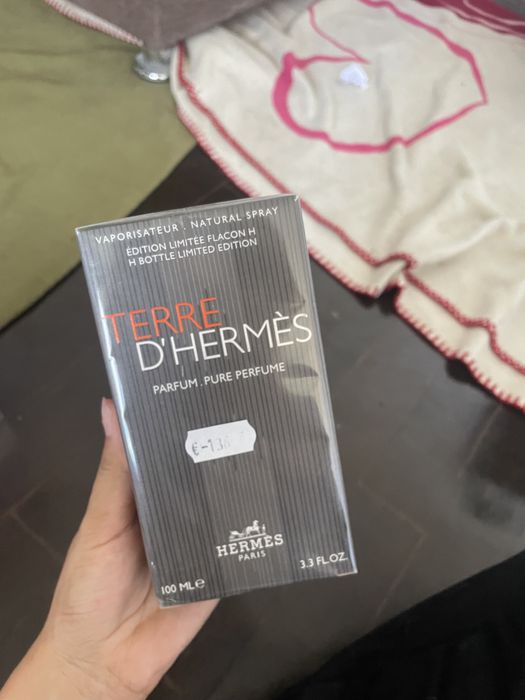 VAPORISATEUR . NATURAL SPRAY
ÉDITION LIMITÉE FLACON H
H BOTTLE LIMITED EDITION
TERRE
D'HERMÈS
PARFUM . PURE PERFUME
€-138
HERMÈS
PARIS
100 ML℮
3.3 FL.OZ.